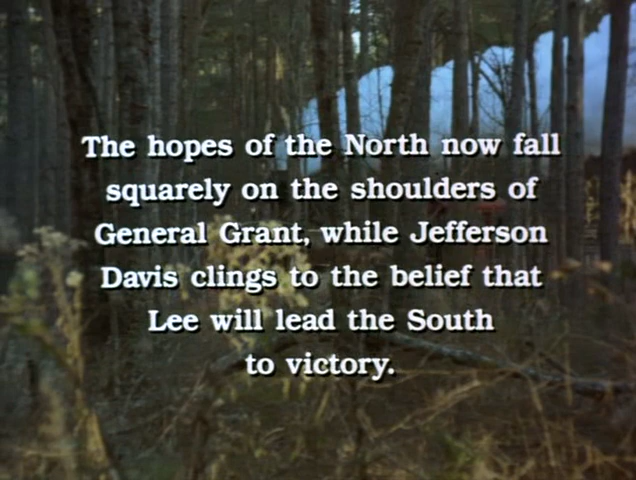 The hopes of the North now fall
squarely on the shoulders of
General Grant, while Jefferson
Davis clings to the belief that
Lee will lead the South
to victory.